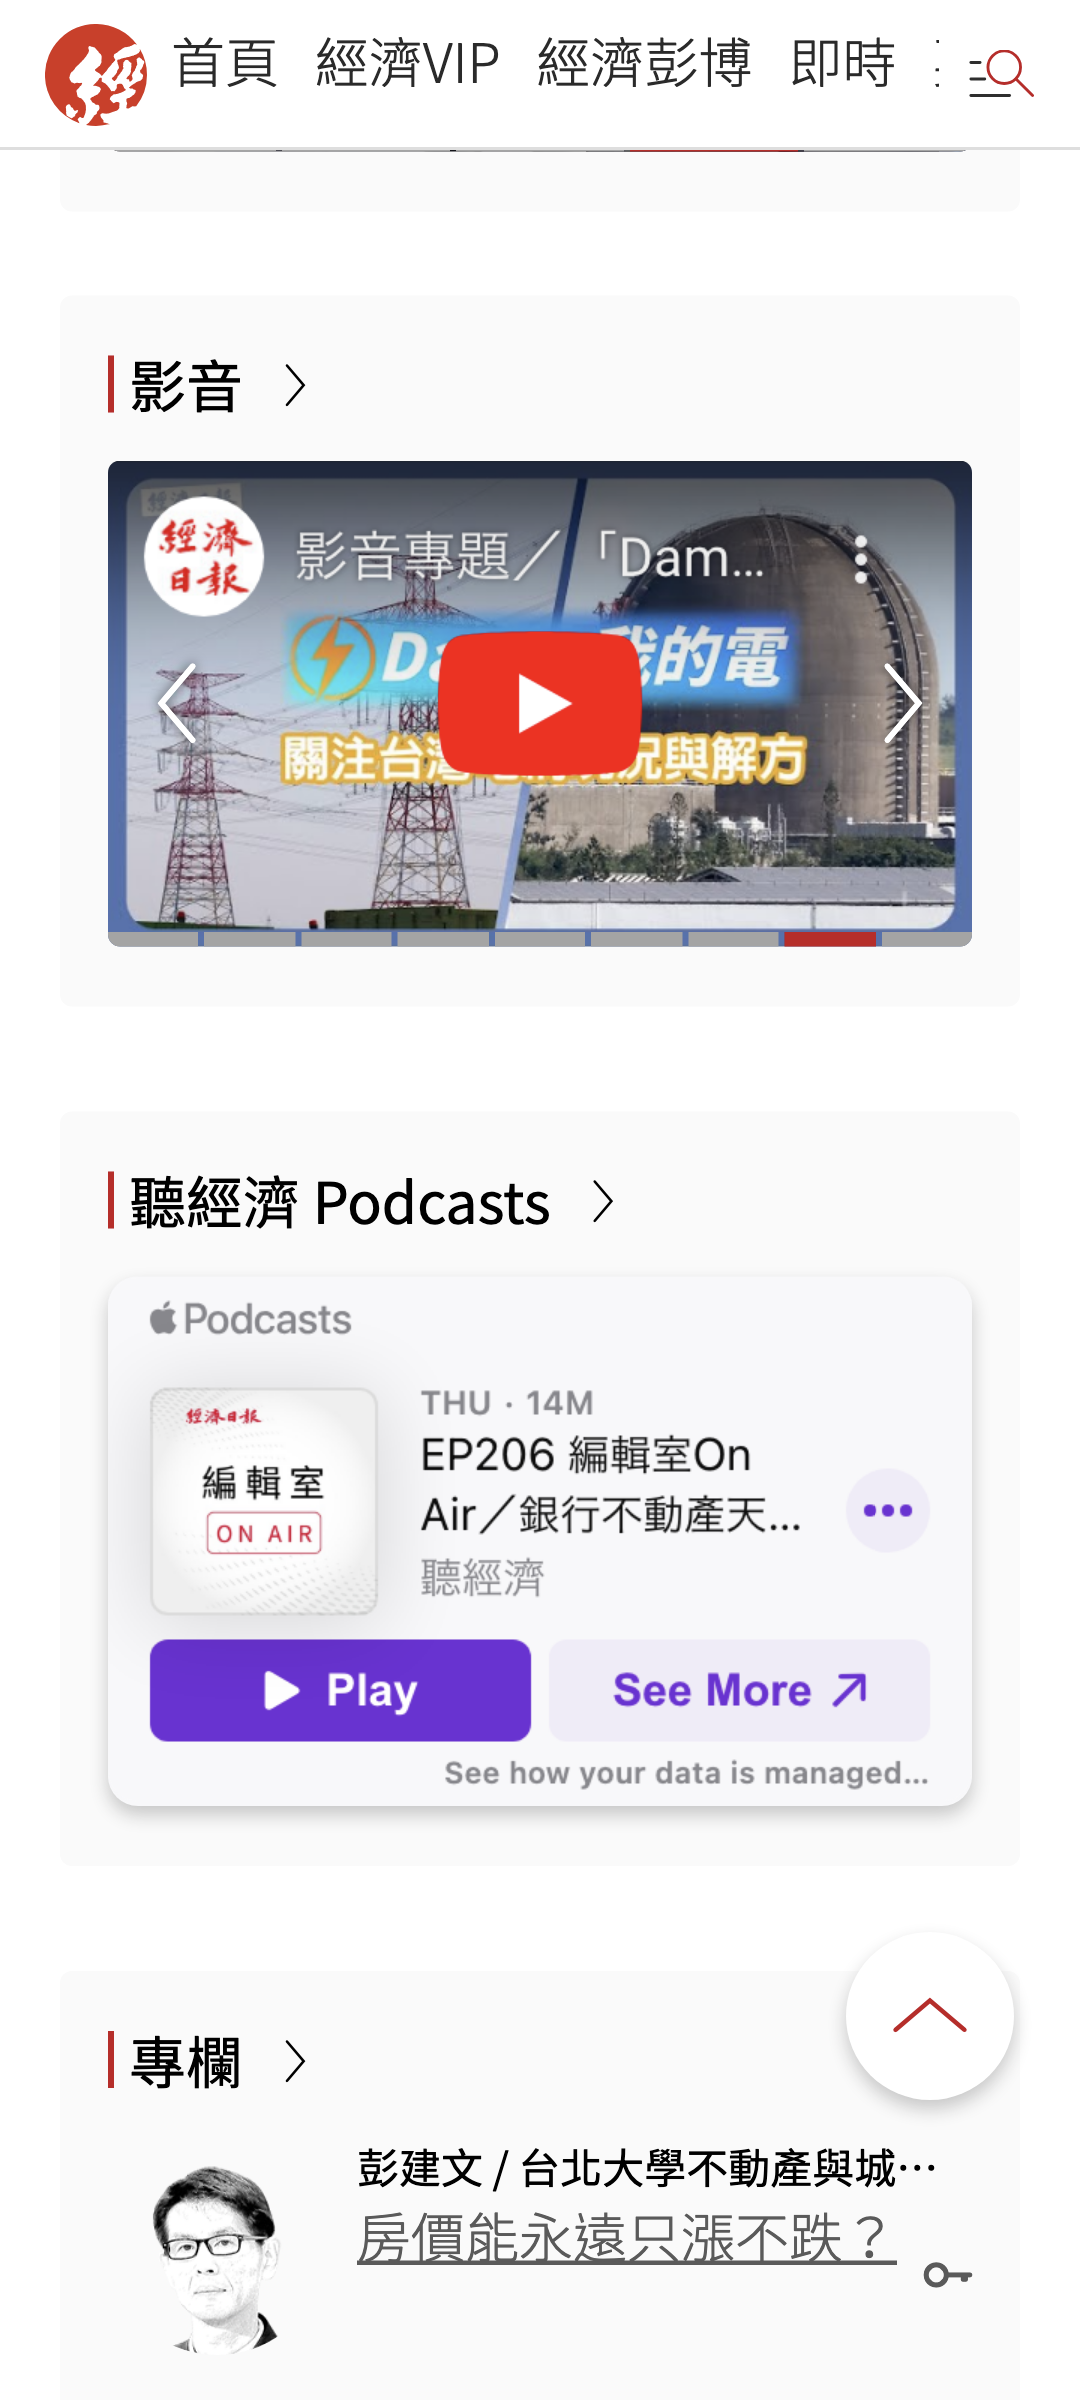 經
首頁 經濟VIP 經濟彭博 即時
影音
經濟
日報
影音專題／「Dam...
我的電
關注台灣
況與解方
聽經濟 Podcasts
Podcasts
經濟日報
編輯室
ON AIR
THU · 14M
EP206 編輯室On
Air／銀行不動產天...
聽經濟
Play
See More
See how your data is managed...
專欄
彭建文 / 台北大學不動產與城…
房價能永遠只漲不跌？